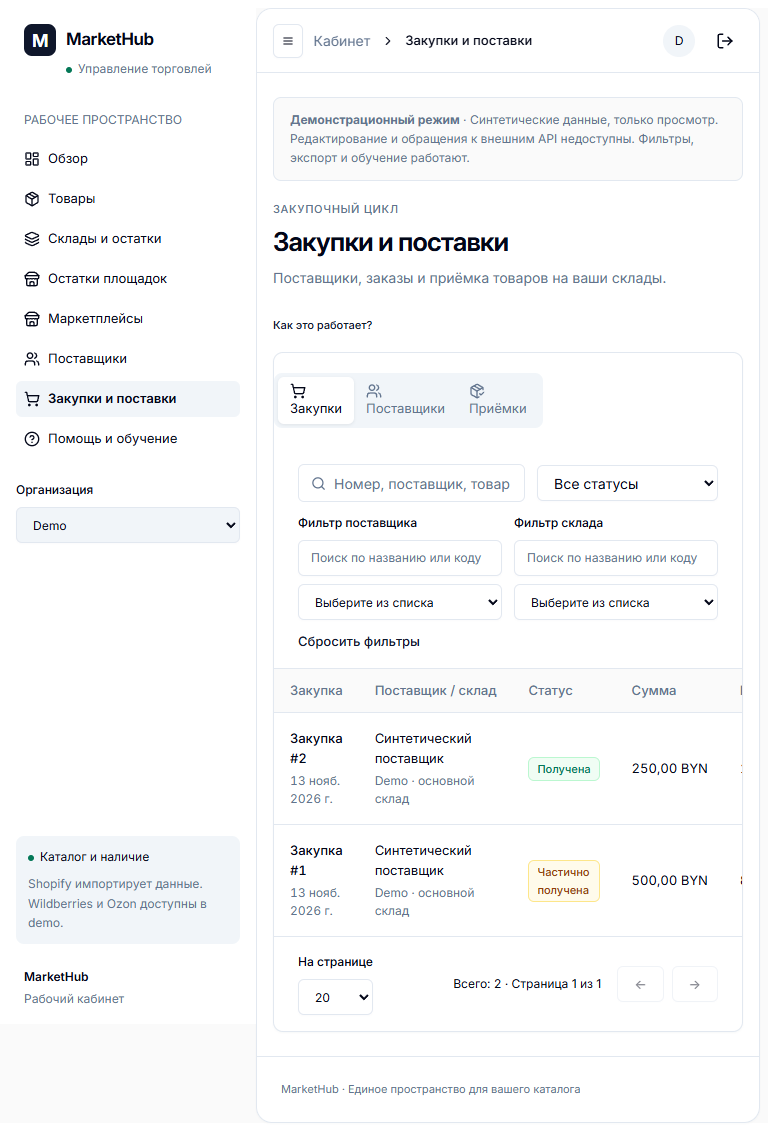 M MarketHub
Управление торговлей
РАБОЧЕЕ ПРОСТРАНСТВО
Обзор
Товары
Склады и остатки
Остатки площадок
Маркетплейсы
Поставщики
Закупки и поставки
Помощь и обучение
Организация
Demo
Каталог и наличие
Shopify импортирует данные.
Wildberries и Ozon доступны в
demo.
MarketHub
Рабочий кабинет
Кабинет > Закупки и поставки
D
Демонстрационный режим · Синтетические данные, только просмотр.
Редактирование и обращения к внешним API недоступны. Фильтры,
экспорт и обучение работают.
ЗАКУПОЧНЫЙ ЦИКЛ
Закупки и поставки
Поставщики, заказы и приёмка товаров на ваши склады.
Как это работает?
Закупки Поставщики Приёмки
Номер, поставщик, товар Все статусы
Фильтр поставщика Фильтр склада
Поиск по названию или коду Поиск по названию или коду
Выберите из списка Выберите из списка
Сбросить фильтры
Закупка Поставщик / склад Статус Сумма
Закупка #2
13 нояб. 2026 г.
Синтетический поставщик
Demo · основной склад
Получена
250,00 BYN
Закупка #1
13 нояб. 2026 г.
Синтетический поставщик
Demo · основной склад
Частично получена
500,00 BYN
На странице
20
Всего: 2 · Страница 1 из 1
← →
MarketHub · Единое пространство для вашего каталога